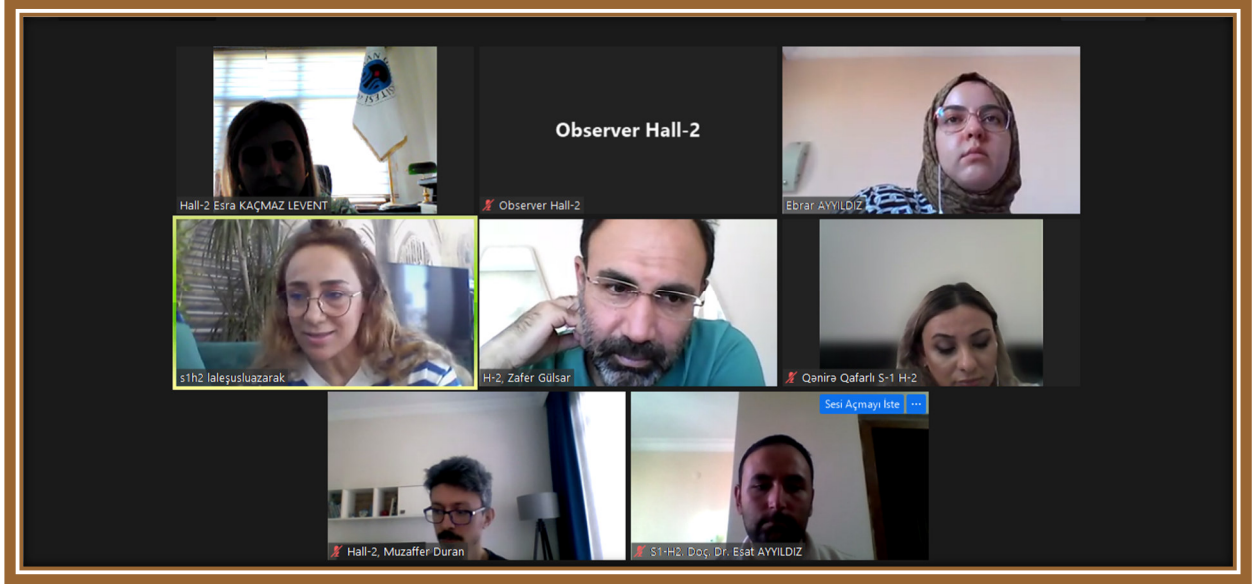 Hall-2 Esra KAÇMAZ LEVENT
Observer Hall-2
Observer Hall-2
Ebrar AYYILDIZ
s1h2 laleşusluazarak
H-2, Zafer Gülsar
Qənirə Qafarlı S-1 H-2
Hall-2, Muzaffer Duran
Sesi Açmayı İste ...
S1-H2. Doç. Dr. Esat AYYILDIZ